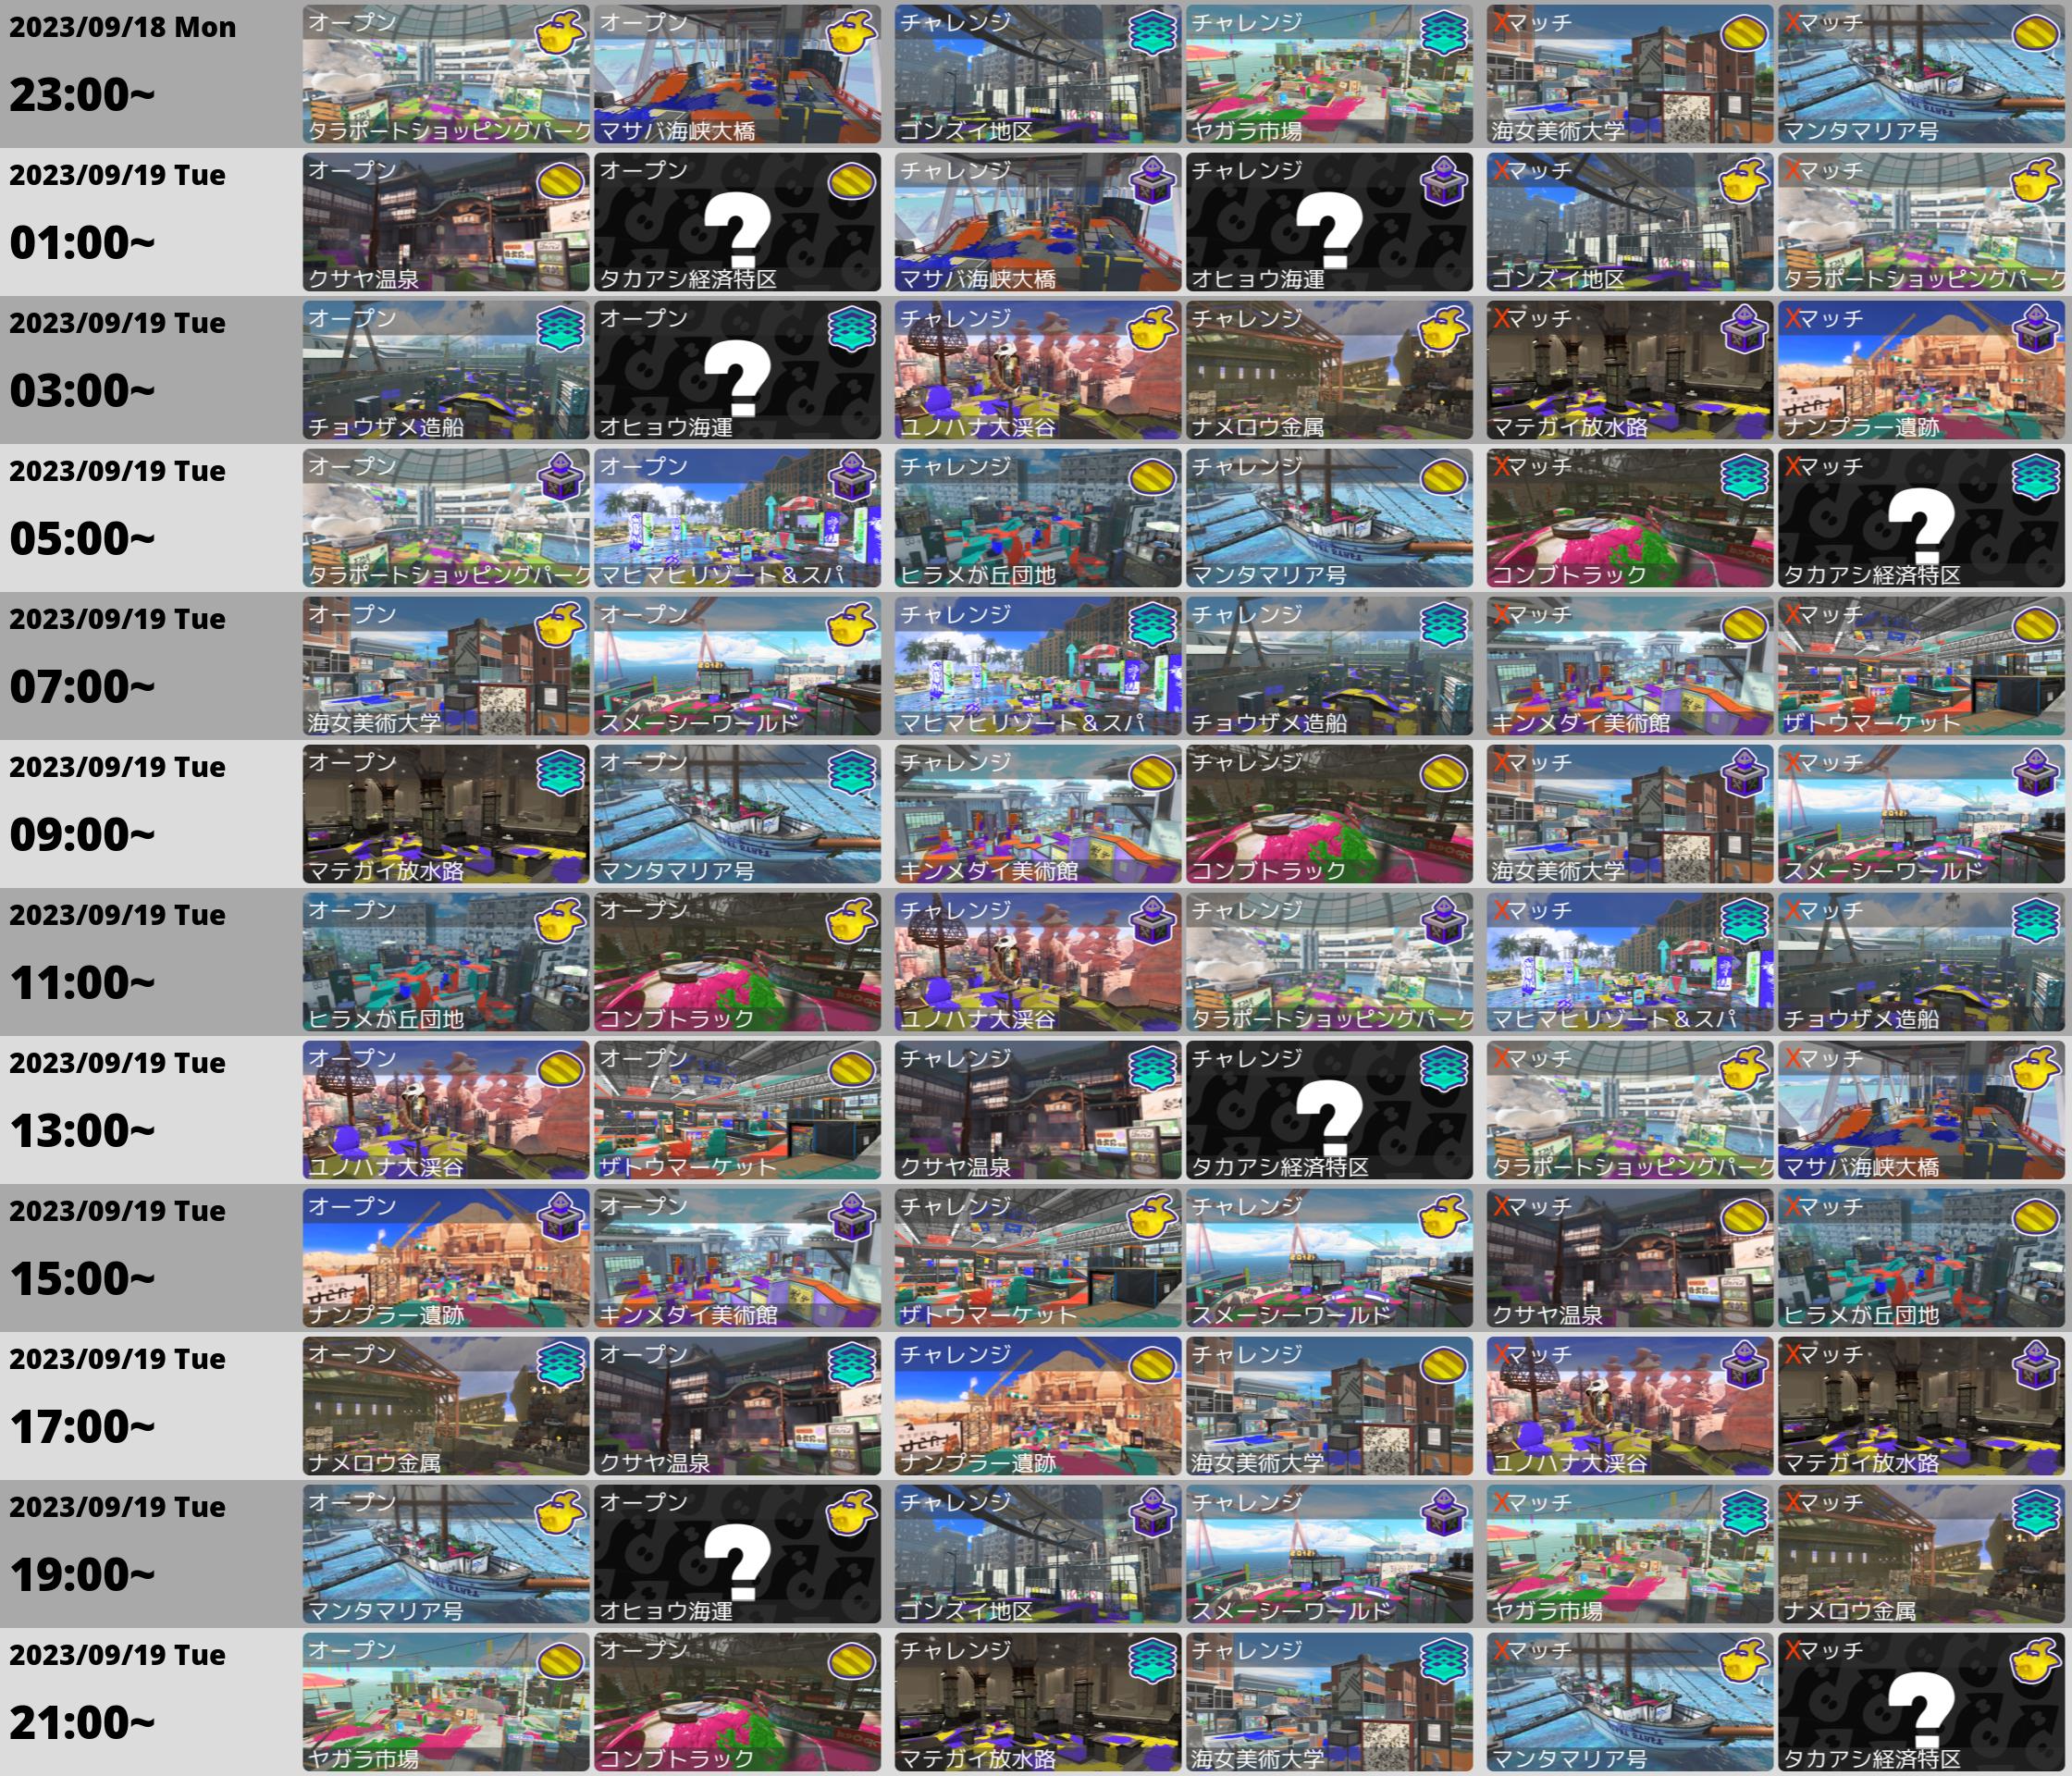 2023/09/18 Mon
23:00~
オープン オープン チャレンジ チャレンジ Xマッチ Xマッチ
タラポートショッピングパーク マサバ海峡大橋 ゴンズイ地区 ヤガラ市場 海女美術大学 マンタマリア号
2023/09/19 Tue
01:00~
オープン オープン チャレンジ チャレンジ Xマッチ Xマッチ
? ?
クサヤ温泉 タカアシ経済特区 マサバ海峡大橋 オヒョウ海運 ゴンズイ地区 タラポートショッピングパーク
2023/09/19 Tue
03:00~
オープン オープン チャレンジ チャレンジ Xマッチ Xマッチ
?
チョウザメ造船 オヒョウ海運 ユノハナ大渓谷 ナメロウ金属 マテガイ放水路 ナンプラー遺跡
2023/09/19 Tue
05:00~
オープン オープン チャレンジ チャレンジ Xマッチ Xマッチ
?
タラポートショッピングパーク マヒマヒリゾート&スパ ヒラメが丘団地 マンタマリア号 コンブトラック タカアシ経済特区
2023/09/19 Tue
07:00~
オープン オープン チャレンジ チャレンジ Xマッチ Xマッチ
海女美術大学 スメーシーワールド マヒマヒリゾート&スパ チョウザメ造船 キンメダイ美術館 ザトウマーケット
2023/09/19 Tue
09:00~
オープン オープン チャレンジ チャレンジ Xマッチ Xマッチ
マテガイ放水路 マンタマリア号 キンメダイ美術館 コンブトラック 海女美術大学 スメーシーワールド
2023/09/19 Tue
11:00~
オープン オープン チャレンジ チャレンジ Xマッチ Xマッチ
ヒラメが丘団地 コンブトラック ユノハナ大渓谷 タラポートショッピングパーク マヒマヒリゾート&スパ チョウザメ造船
2023/09/19 Tue
13:00~
オープン オープン チャレンジ チャレンジ Xマッチ Xマッチ
?
ユノハナ大渓谷 ザトウマーケット クサヤ温泉 タカアシ経済特区 タラポートショッピングパーク マサバ海峡大橋
2023/09/19 Tue
15:00~
オープン オープン チャレンジ チャレンジ Xマッチ Xマッチ
ナンプラー遺跡 キンメダイ美術館 ザトウマーケット スメーシーワールド クサヤ温泉 ヒラメが丘団地
2023/09/19 Tue
17:00~
オープン オープン チャレンジ チャレンジ Xマッチ Xマッチ
ナメロウ金属 クサヤ温泉 ナンプラー遺跡 海女美術大学 ユノハナ大渓谷 マテガイ放水路
2023/09/19 Tue
19:00~
オープン オープン チャレンジ チャレンジ Xマッチ Xマッチ
?
マンタマリア号 オヒョウ海運 ゴンズイ地区 スメーシーワールド ヤガラ市場 ナメロウ金属
2023/09/19 Tue
21:00~
オープン オープン チャレンジ チャレンジ Xマッチ Xマッチ
?
ヤガラ市場 コンブトラック マテガイ放水路 海女美術大学 マンタマリア号 タカアシ経済特区